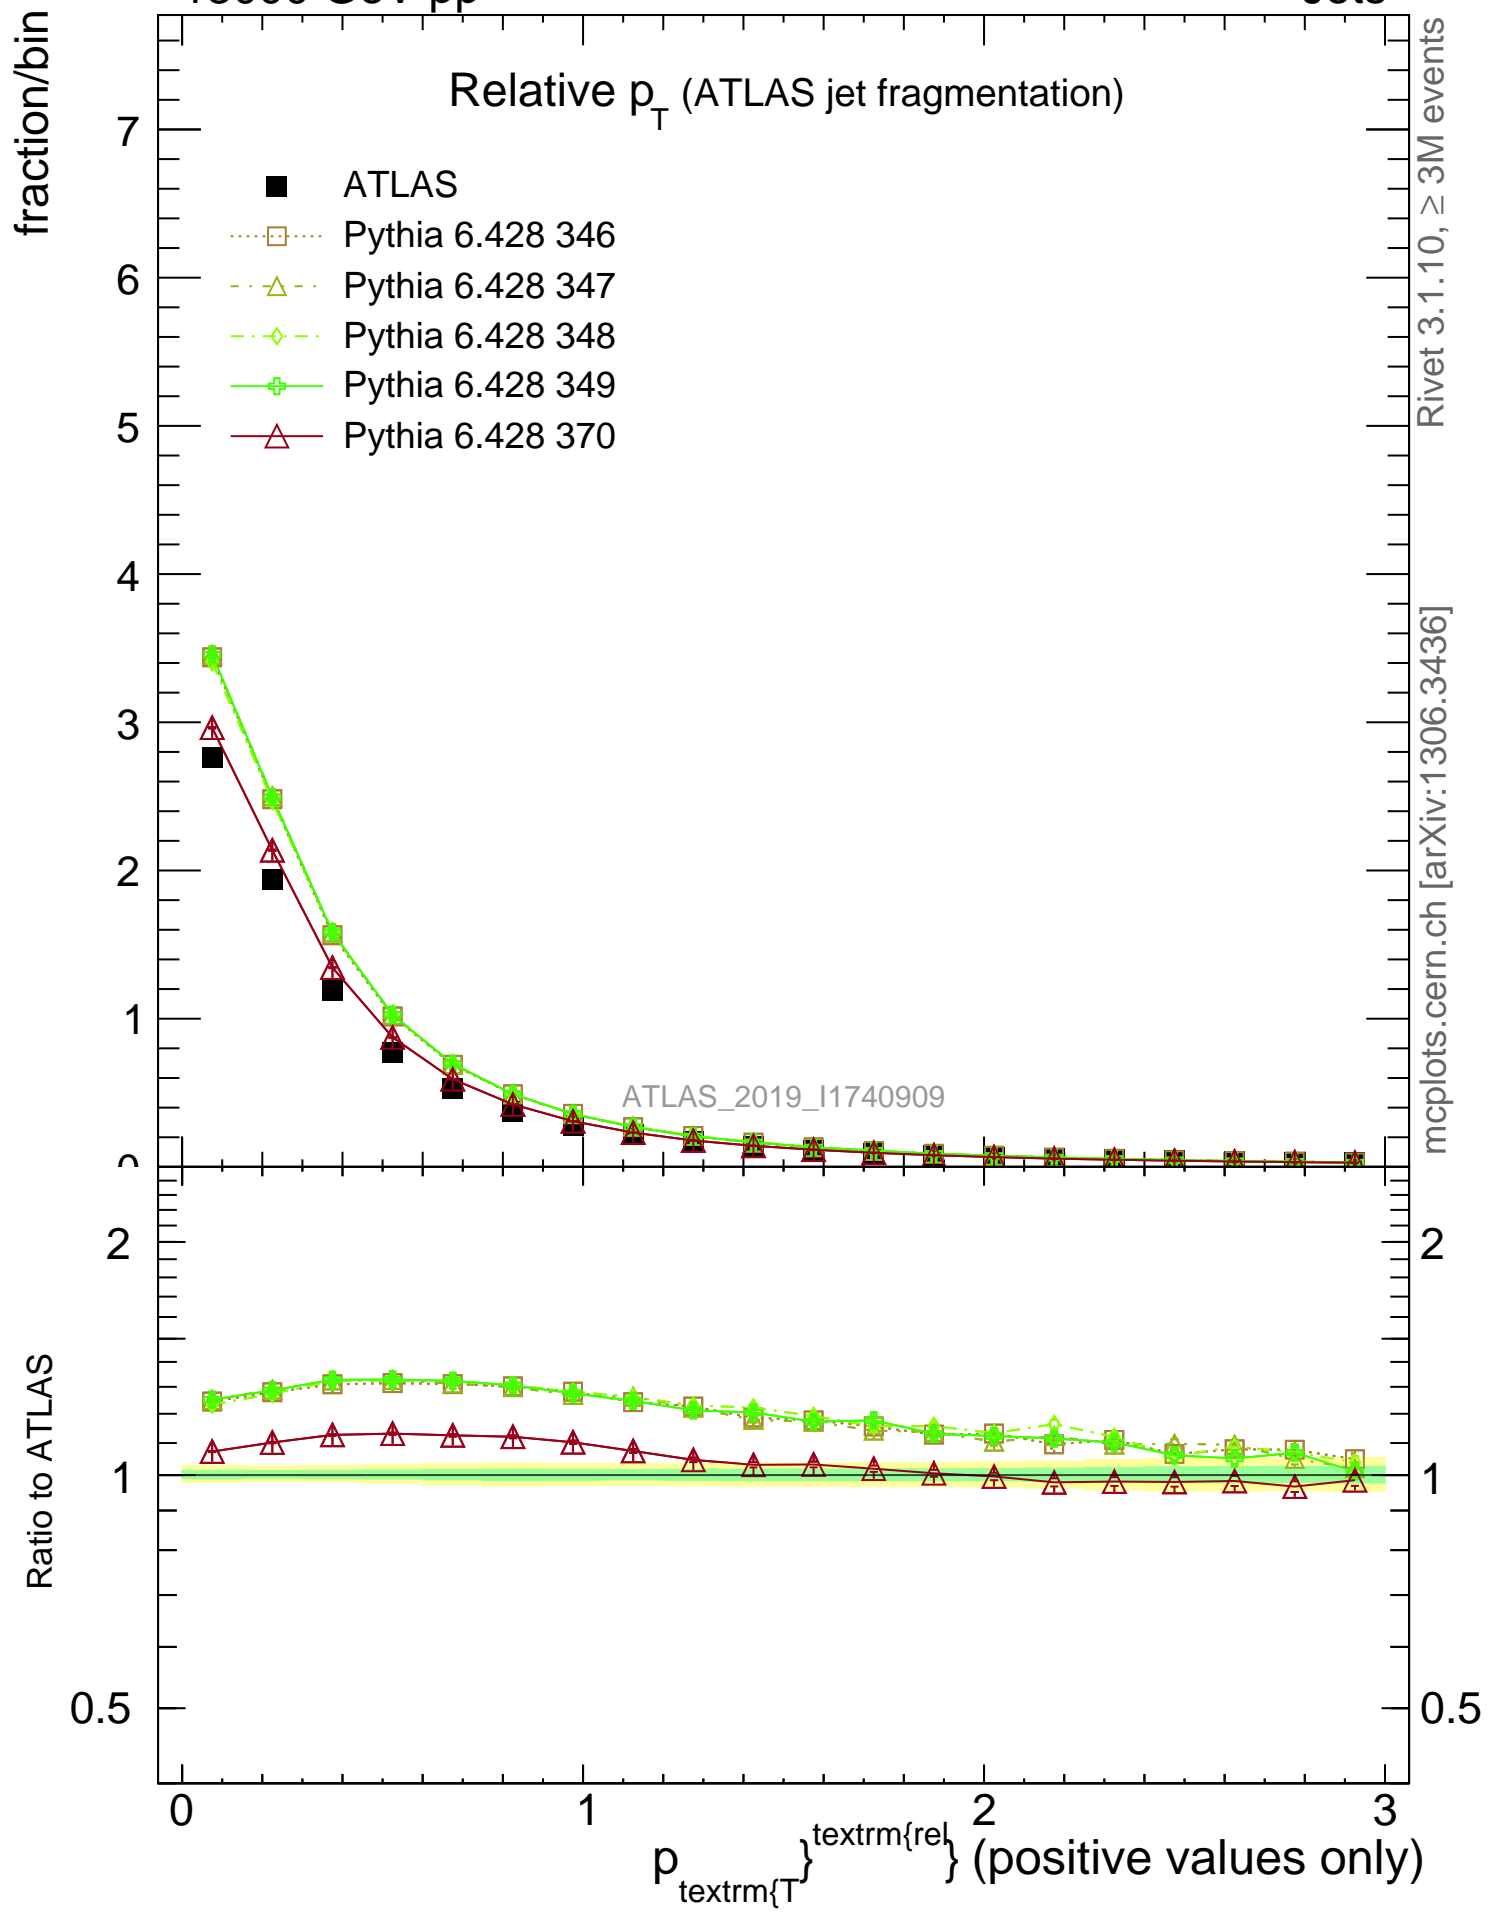 fraction/bin
Relative p_T (ATLAS jet fragmentation)
ATLAS
Pythia 6.428 346
Pythia 6.428 347
Pythia 6.428 348
Pythia 6.428 349
Pythia 6.428 370
7
6
5
4
3
2
1
0
ATLAS_2019_I1740909
Rivet 3.1.10, ≥ 3M events
mcplots.cern.ch [arXiv:1306.3436]
Ratio to ATLAS
2
1
0.5
2
1
0.5
0 1 2 3
p_textrm{T}^textrm{rel} (positive values only)